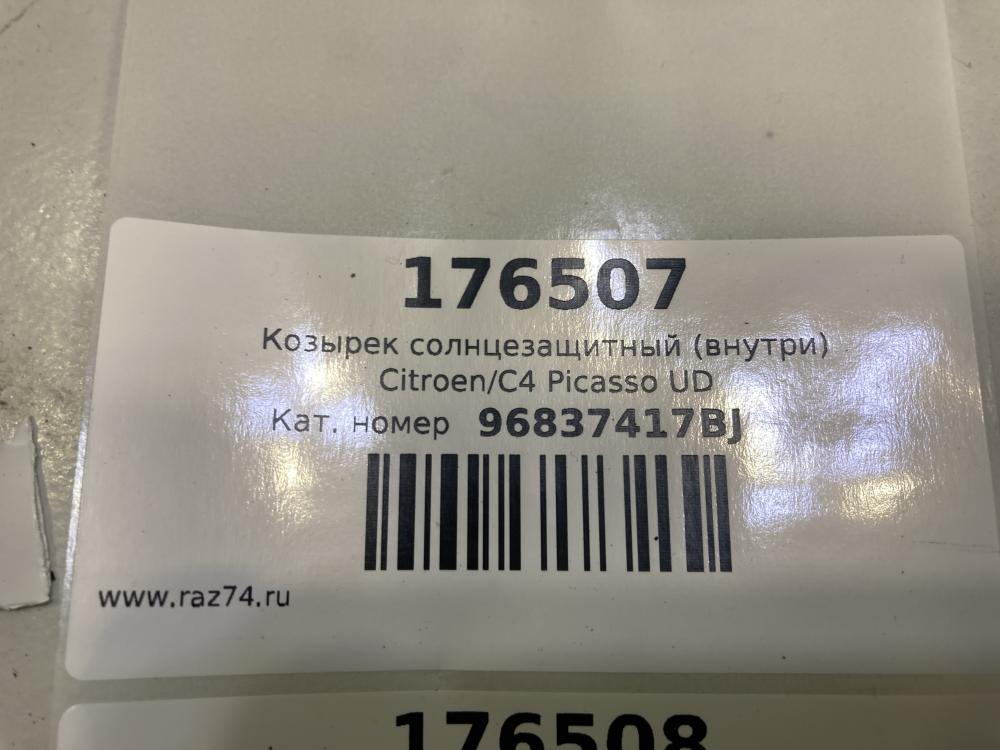 176507
Козырек солнцезащитный (внутри)
Citroen/C4 Picasso UD
Кат. номер 96837417BJ
www.raz74.ru
176508